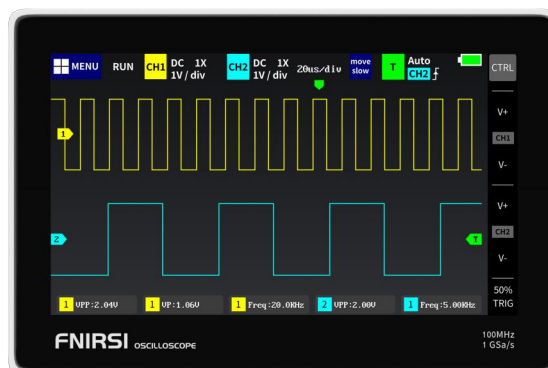 MENU RUN CH1 DC 1X 1V / div CH2 DC 1X 1V / div 20us/div move slow T Auto CH2
CTRL
V+
CH1
V-
V+
CH2
V-
50%
TRIG
1
2
T
1 VPP:2.04V 1 VP:1.06V 1 Freq:20.0KHz 2 VPP:2.00V 1 Freq:5.00KHz
FNIRSI OSCILLOSCOPE
100MHz
1 GSa/s